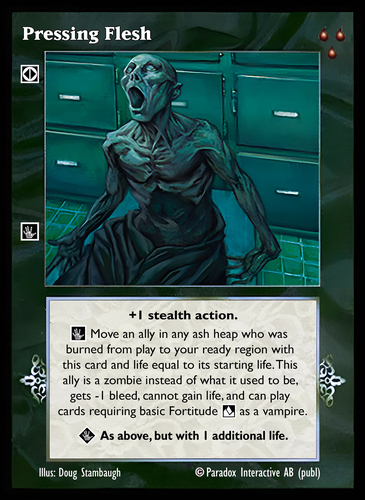 Pressing Flesh
+1 stealth action.
Move an ally in any ash heap who was
burned from play to your ready region with
this card and life equal to its starting life. This
ally is a zombie instead of what it used to be,
gets -1 bleed, cannot gain life, and can play
cards requiring basic Fortitude as a vampire.
As above, but with 1 additional life.
Illus: Doug Stambaugh
© Paradox Interactive AB (publ)